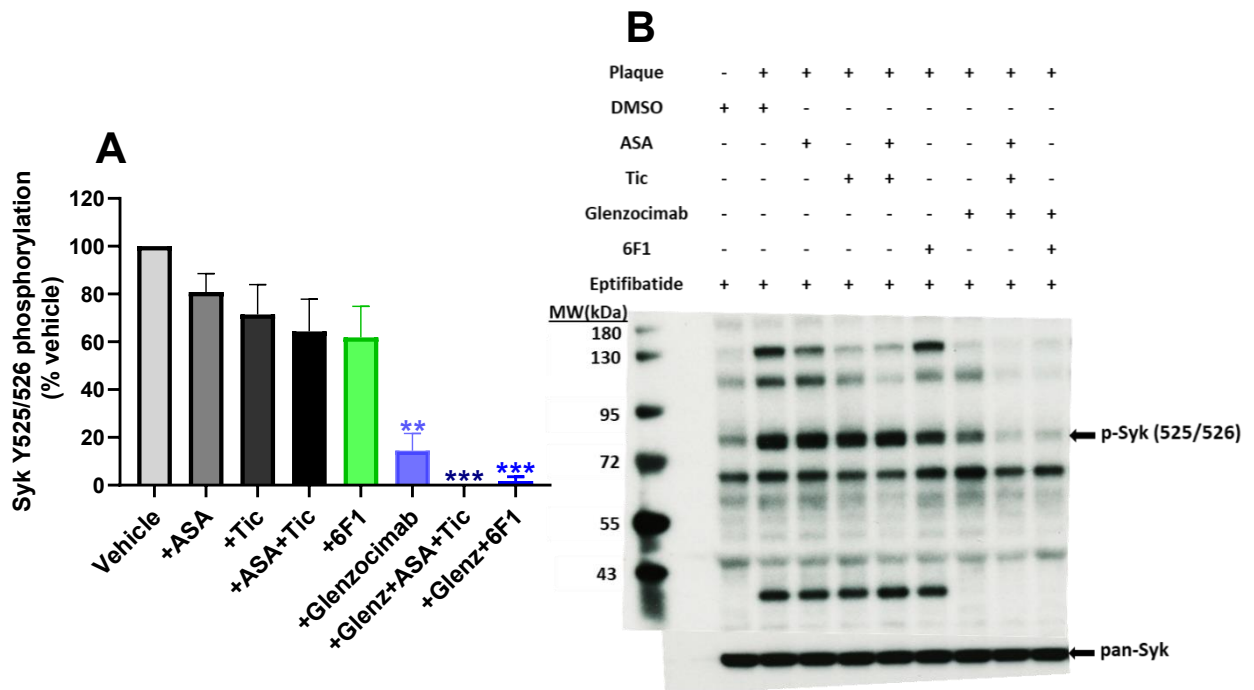 A
Syk Y525/526 phosphorylation
(% vehicle)
120
100
80
60
40
20
0
**
***
***
Vehicle
+ASA
+Tic
+ASA+Tic
+6F1
+Glenzocimab
+Glenz+ASA+Tic
+Glenz+6F1
B
Plaque - + + + + + + + +
DMSO + + - - - - - - -
ASA - - + - + - - + -
Tic - - - + + - - + -
Glenzocimab - - - - - - + + +
6F1 - - - - - + - - +
Eptifibatide + + + + + + + + +
MW(kDa)
180
130
95
72
55
43
p-Syk (525/526)
pan-Syk